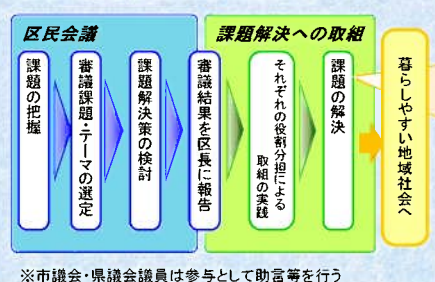 区民会議
課題解決への取組
課題の把握
審議課題・テーマの選定
課題解決策の検討
審議結果を区長に報告
それぞれの役割分担による
取組の実践
課題の解決
暮らしやすい地域社会へ
※市議会・県議会議員は参与として助言等を行う